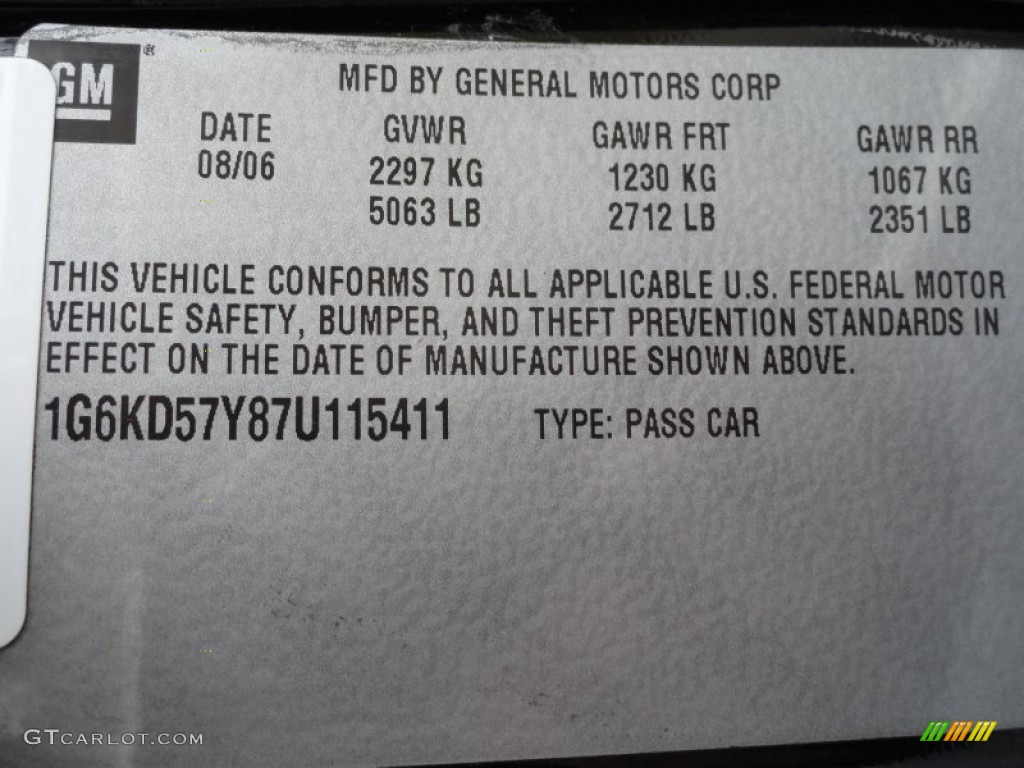 GM ®
MFD BY GENERAL MOTORS CORP
DATE GVWR GAWR FRT GAWR RR
08/06 2297 KG 1230 KG 1067 KG
5063 LB 2712 LB 2351 LB
THIS VEHICLE CONFORMS TO ALL APPLICABLE U.S. FEDERAL MOTOR
VEHICLE SAFETY, BUMPER, AND THEFT PREVENTION STANDARDS IN
EFFECT ON THE DATE OF MANUFACTURE SHOWN ABOVE.
1G6KD57Y87U115411 TYPE: PASS CAR
GTCARLOT.COM